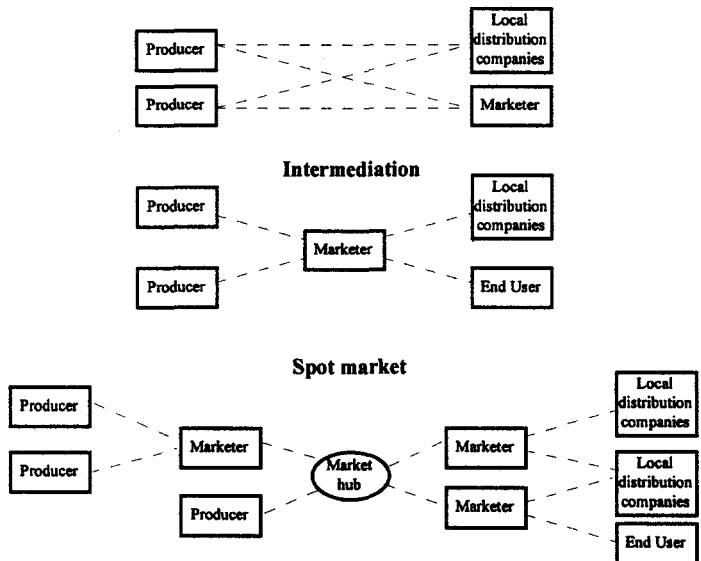 Producer
Local
distribution
companies
Producer
Marketer
Intermediation
Producer
Local
distribution
companies
Marketer
Producer
End User
Spot market
Producer
Local
distribution
companies
Marketer
Marketer
Producer
Market
hub
Local
distribution
companies
Producer
Marketer
End User